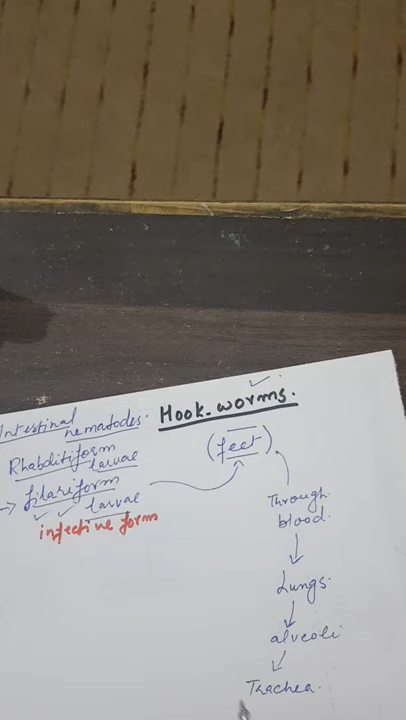 Intestinal
nematodes.
Hook-worms.
Rhabditiform
larvae
→ filariform
larvae
infective form
(feet)
Through
blood.
Lungs.
alveoli
Trachea.